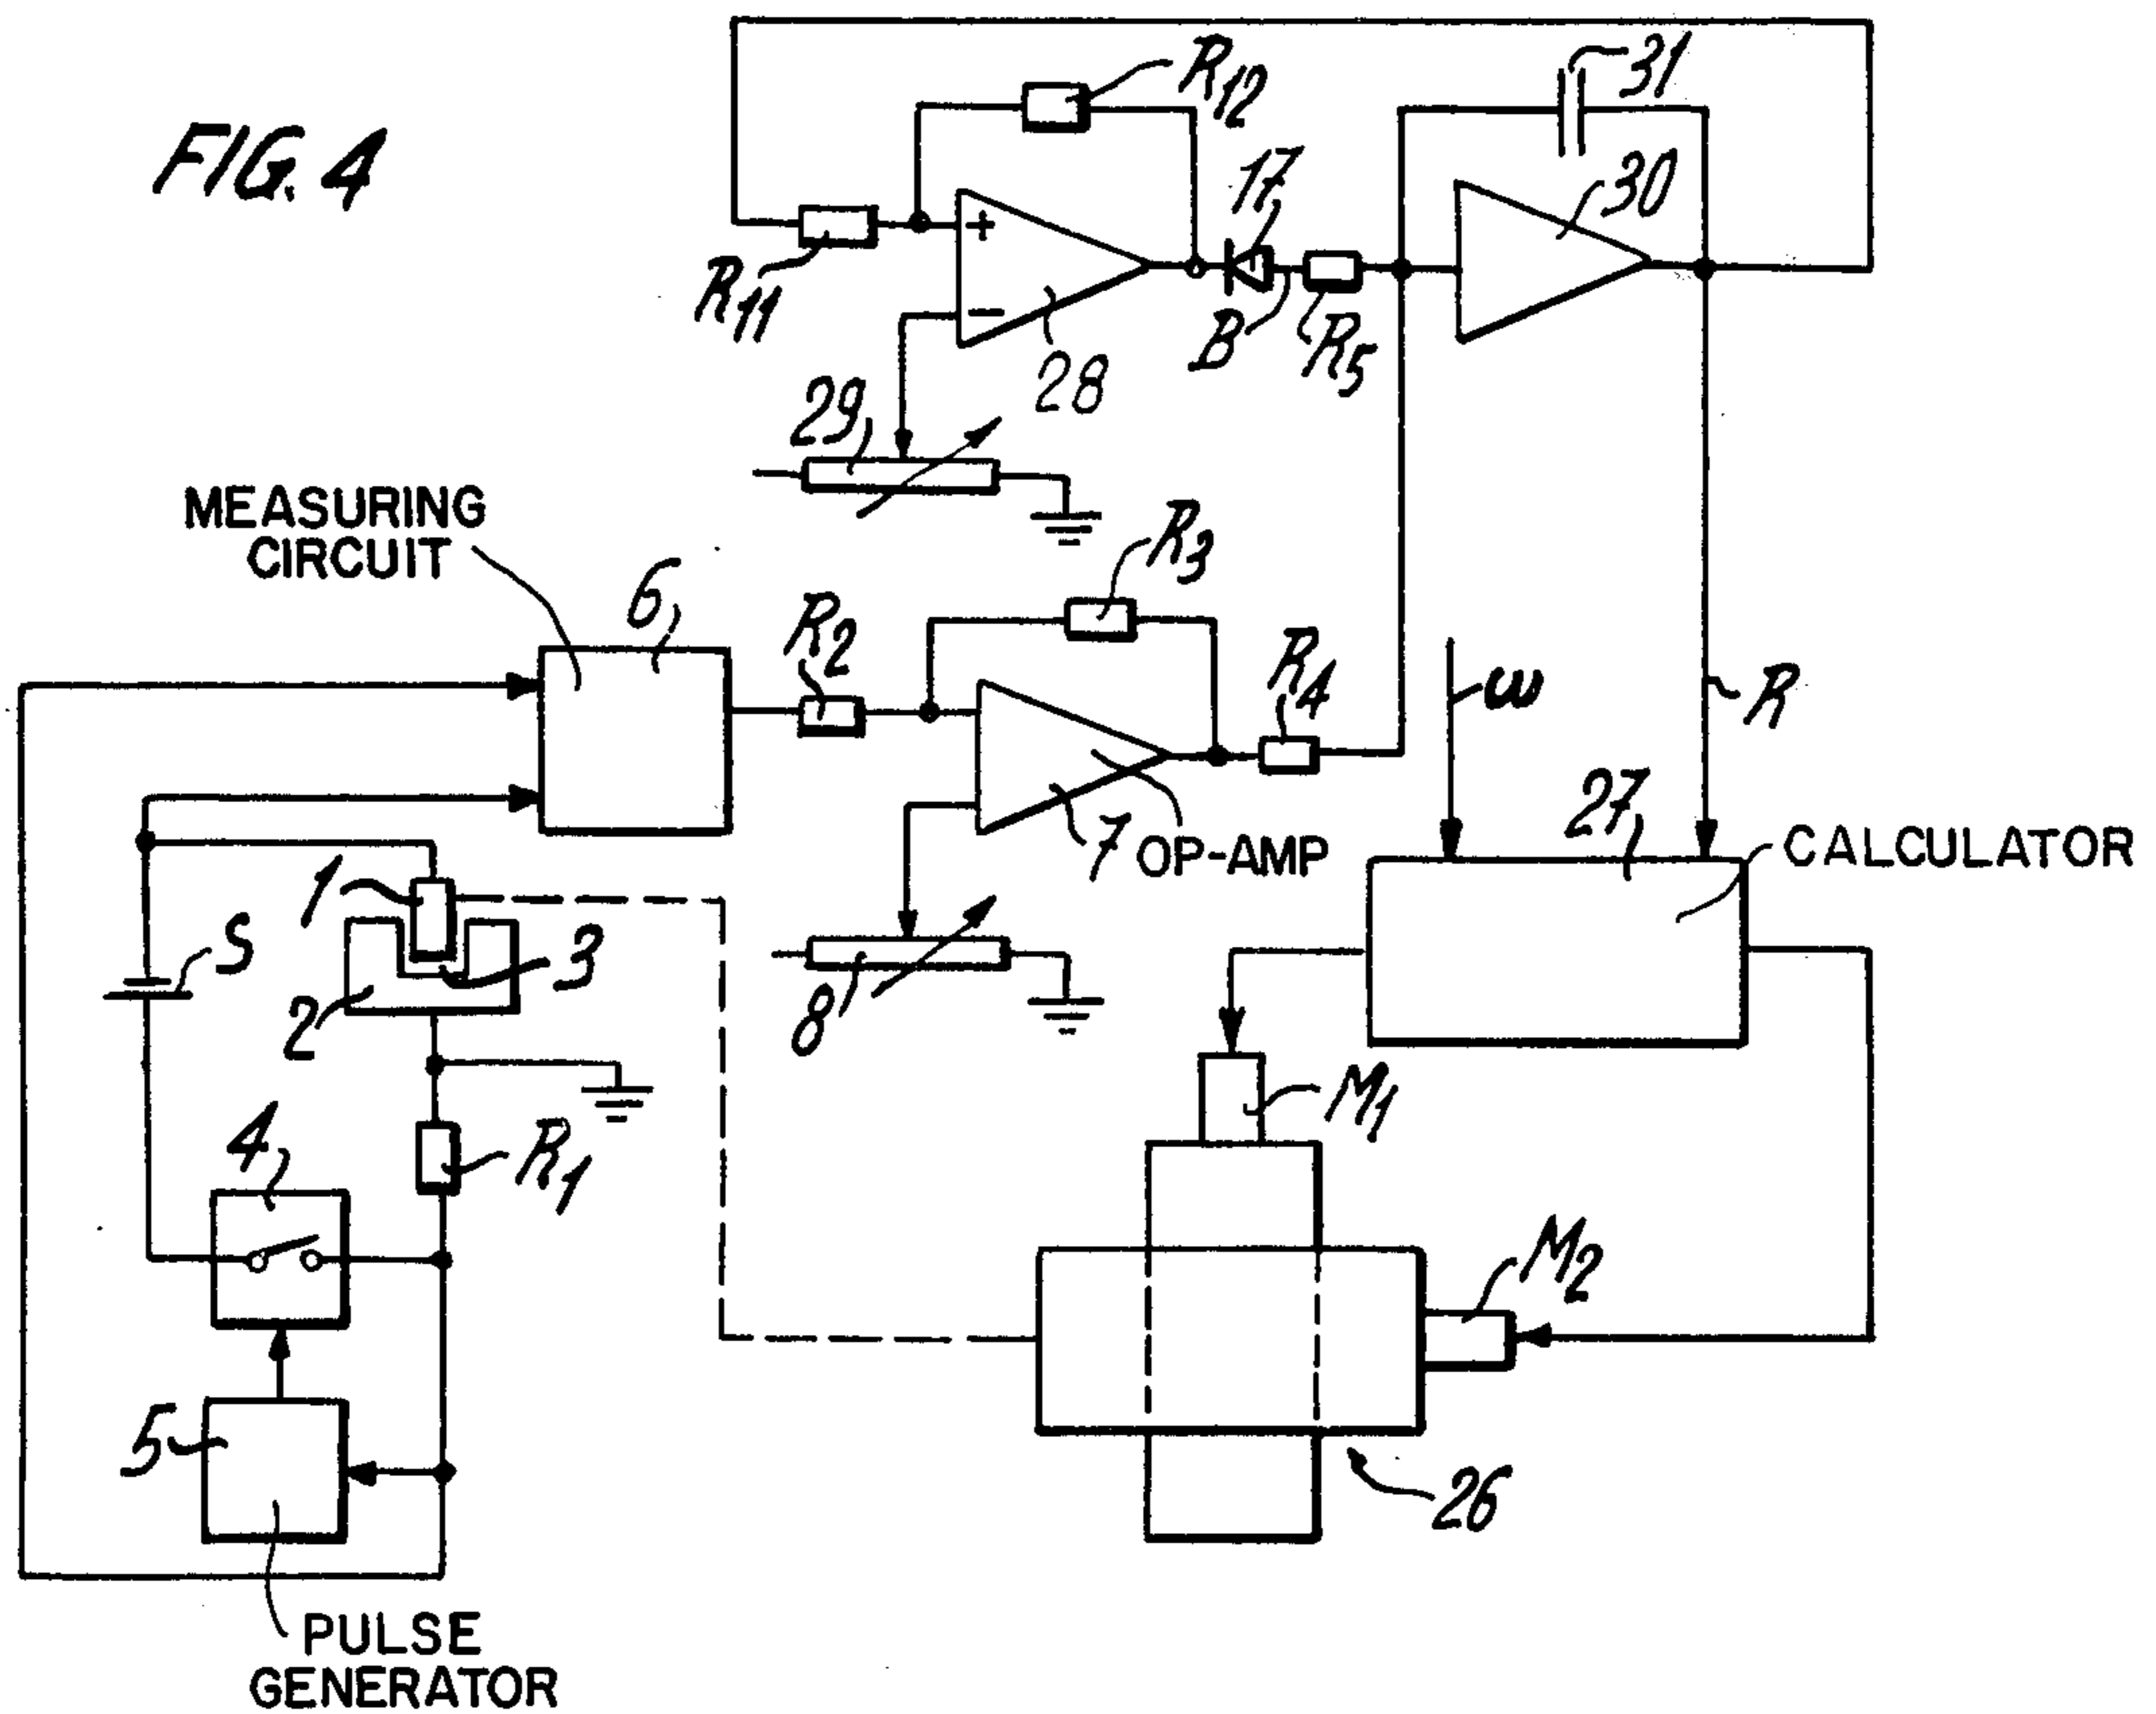 FIG. 4
R12
31
17
30
R11
B
R5
28
29
MEASURING
CIRCUIT
6
R3
R2
R4
ω
R
7
OP-AMP
27
CALCULATOR
1
S
3
2
8
M1
4
R1
M2
5
26
PULSE
GENERATOR
+
−